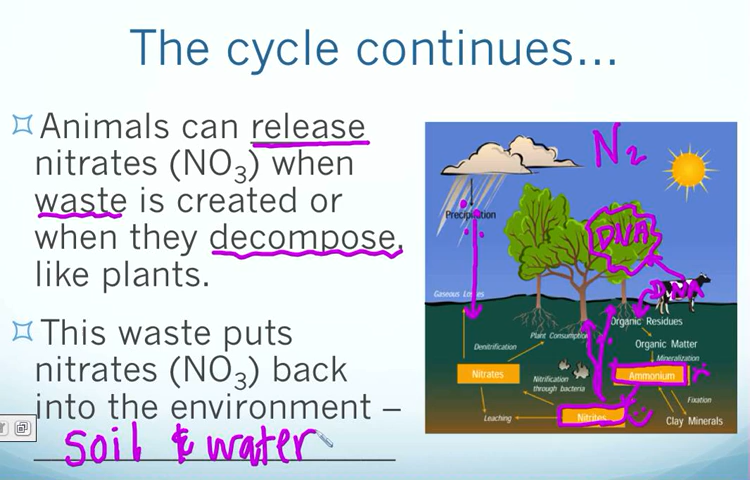 The cycle continues...
Animals can release
nitrates (NO₃) when
waste is created or
when they decompose,
like plants.
This waste puts
nitrates (NO₃) back
into the environment –
soil & water
N2
Precipitation
DNA
DNA
Gaseous Losses
Organic Residues
Plant Consumption
Organic Matter
Denitrification
Mineralization
Nitrates
Ammonium
Nitrification
through bacteria
Fixation
Leaching
Nitrites
Clay Minerals